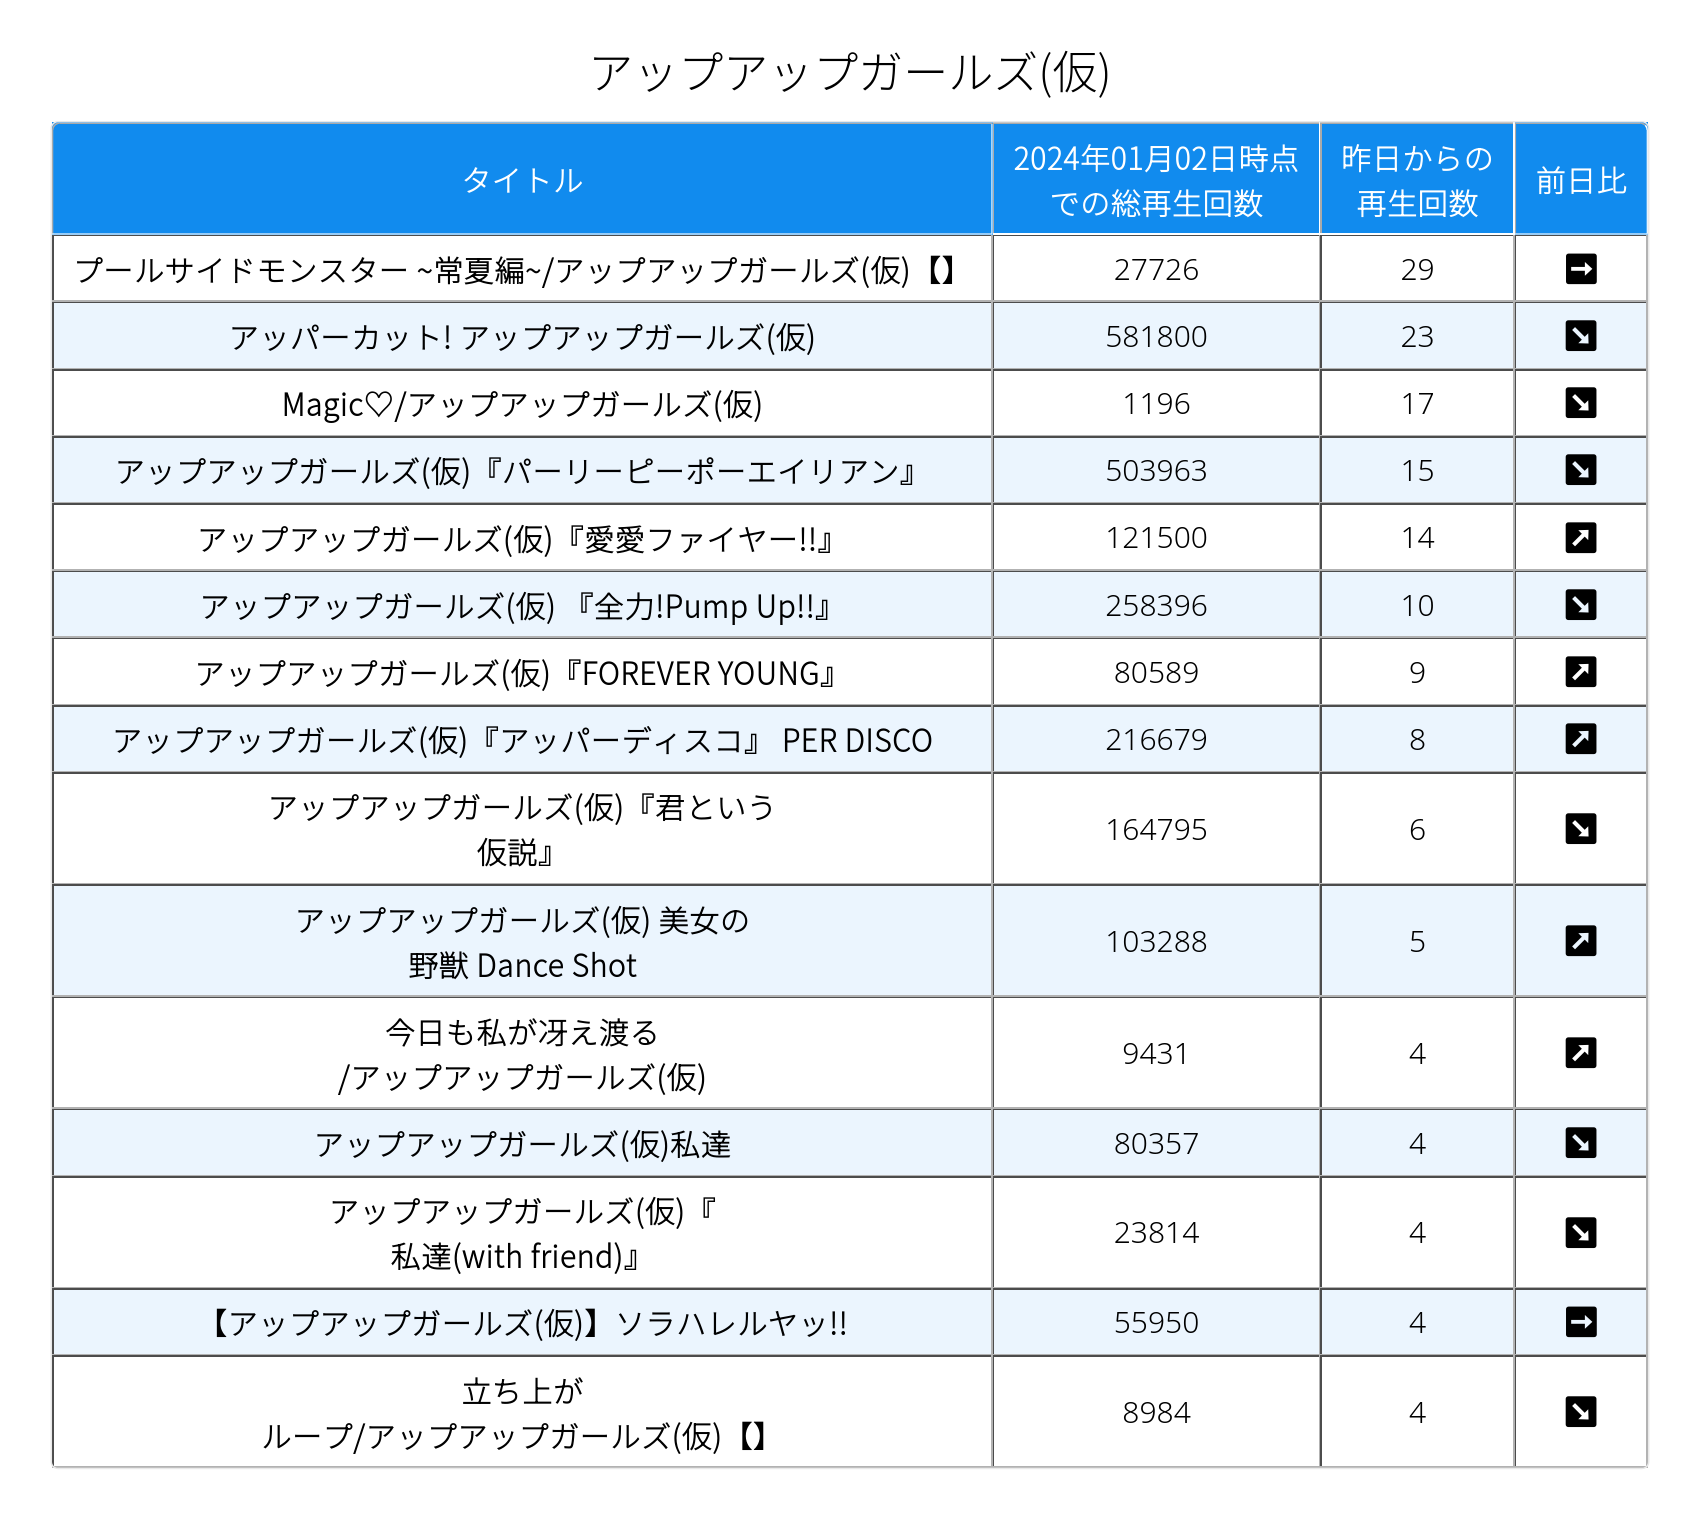 アップアップガールズ(仮)
タイトル
2024年01月02日時点
での総再生回数
昨日からの
再生回数
前日比
プールサイドモンスター ~常夏編~/アップアップガールズ(仮)【】 27726 29 ➡
アッパーカット! アップアップガールズ(仮) 581800 23 ↘
Magic♡/アップアップガールズ(仮) 1196 17 ↘
アップアップガールズ(仮)『パーリーピーポーエイリアン』 503963 15 ↘
アップアップガールズ(仮)『愛愛ファイヤー!!』 121500 14 ↗
アップアップガールズ(仮) 『全力!Pump Up!!』 258396 10 ↘
アップアップガールズ(仮)『FOREVER YOUNG』 80589 9 ↗
アップアップガールズ(仮)『アッパーディスコ』 PER DISCO 216679 8 ↗
アップアップガールズ(仮)『君という
仮説』 164795 6 ↘
アップアップガールズ(仮) 美女の
野獣 Dance Shot 103288 5 ↗
今日も私が冴え渡る
/アップアップガールズ(仮) 9431 4 ↗
アップアップガールズ(仮)私達 80357 4 ↘
アップアップガールズ(仮)『
私達(with friend)』 23814 4 ↘
【アップアップガールズ(仮)】ソラハレルヤッ!! 55950 4 ➡
立ち上が
ループ/アップアップガールズ(仮)【】 8984 4 ↘